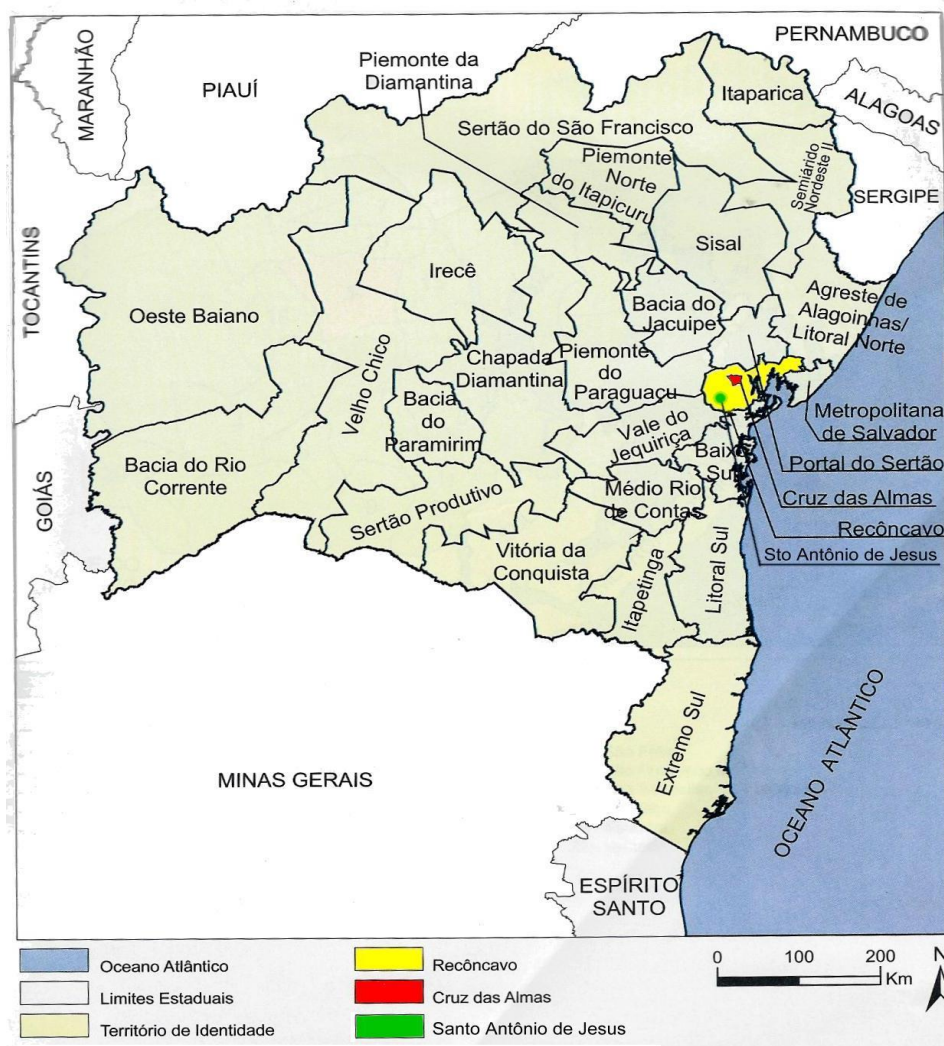 PERNAMBUCO
MARANHÃO
PIAUÍ
Piemonte da
Diamantina
Itaparica
ALAGOAS
Sertão do São Francisco
Piemonte
Norte
do Itapicuru
Semiárido
Nordeste II
SERGIPE
TOCANTINS
Sisal
Irecê
Oeste Baiano
Bacia do
Jacuipe
Agreste de
Alagoinhas/
Litoral Norte
Velho Chico
Chapada
Diamantina
Piemonte
do
Paraguaçu
Bacia
do
Paramirim
Vale do
Jequiriça
Metropolitana
de Salvador
Baixo
Sul
Portal do Sertão
GOIÁS
Bacia do Rio
Corrente
Sertão Produtivo
Médio Rio
de Contas
Cruz das Almas
Recôncavo
Sto Antônio de Jesus
Vitória da
Conquista
Itapetinga
Litoral Sul
Extremo Sul
OCEANO ATLÂNTICO
MINAS GERAIS
ESPÍRITO
SANTO
Oceano Atlântico
Limites Estaduais
Território de Identidade
Recôncavo
Cruz das Almas
Santo Antônio de Jesus
0 100 200
Km
N